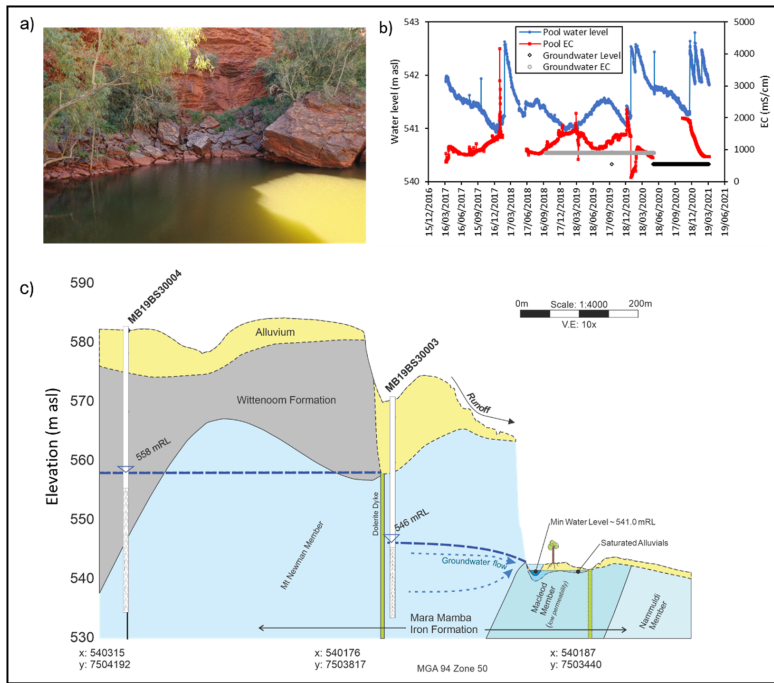 a)
b)
543
542
541
540
Water level (m asl)
Pool water level
Pool EC
Groundwater Level
Groundwater EC
5000
4000
3000
2000
1000
0
EC (mS/cm)
15/12/2016
16/03/2017
16/06/2017
15/09/2017
16/12/2017
17/03/2018
17/06/2018
16/09/2018
17/12/2018
18/03/2019
18/06/2019
17/09/2019
18/12/2019
18/03/2020
18/06/2020
17/09/2020
18/12/2020
19/03/2021
19/06/2021
c)
590
580
570
560
550
540
530
Elevation (m asl)
MB19BS30004
Alluvium
Wittenoom Formation
558 mRL
MB19BS30003
Runoff
0m Scale: 1:4000 200m
V.E: 10x
Dolerite Dyke
546 mRL
Groundwater flow
Mt Newman Member
Min Water Level ~ 541.0 mRL
Saturated Alluvials
Macleod
Member
(low permeability)
Nammuldi
Member
Mara Mamba
Iron Formation
x: 540315
y: 7504192
x: 540176
y: 7503817
MGA 94 Zone 50
x: 540187
y: 7503440